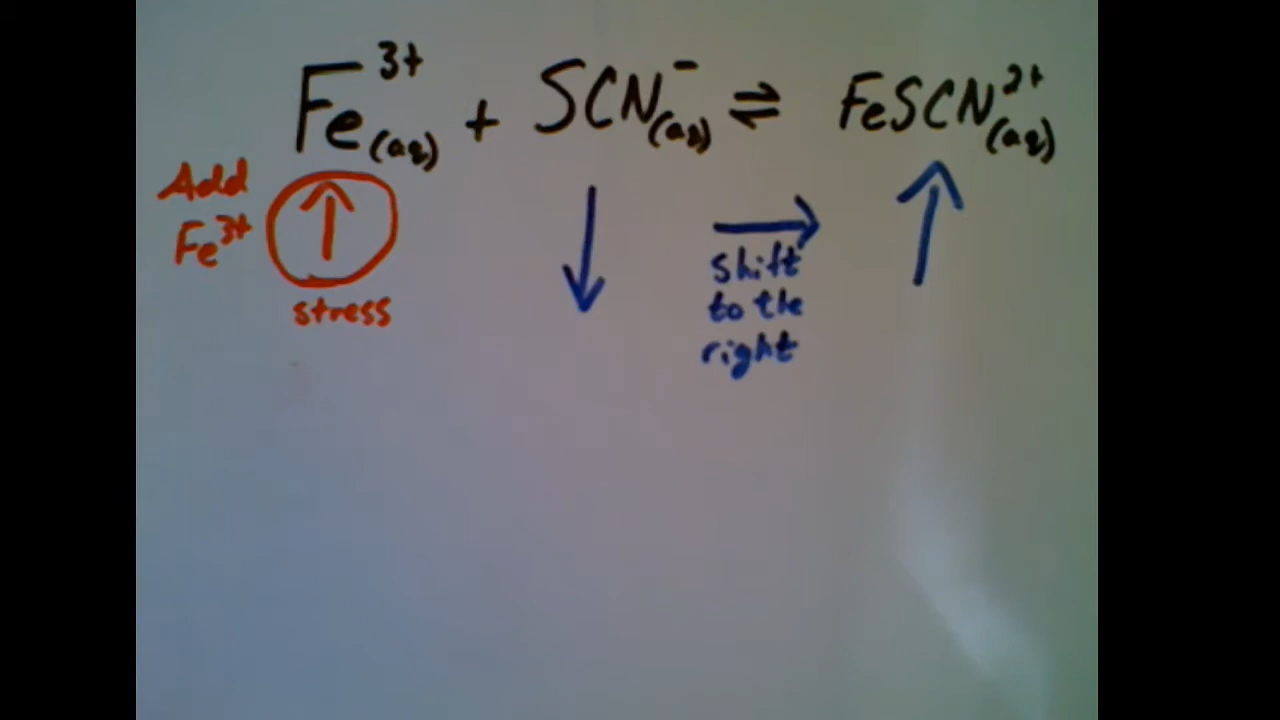 Fe³⁺(aq) + SCN⁻(aq) ⇌ FeSCN²⁺(aq)
Add
Fe³⁺
stress
shift
to the
right